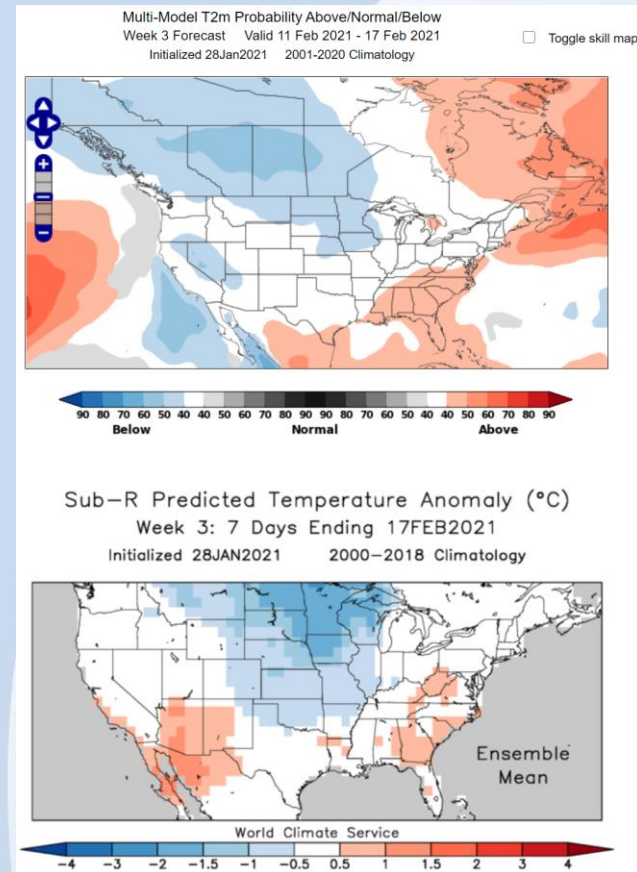 Multi-Model T2m Probability Above/Normal/Below
Week 3 Forecast Valid 11 Feb 2021 - 17 Feb 2021
Toggle skill map
Initialized 28Jan2021 2001-2020 Climatology
90 80 70 60 50 40 40 50 60 70 80 90 90 80 70 60 50 40 40 50 60 70 80 90
Below Normal Above
Sub-R Predicted Temperature Anomaly (°C)
Week 3: 7 Days Ending 17FEB2021
Initialized 28JAN2021 2000-2018 Climatology
Ensemble
Mean
World Climate Service
-4 -3 -2 -1.5 -1 -0.5 0.5 1 1.5 2 3 4